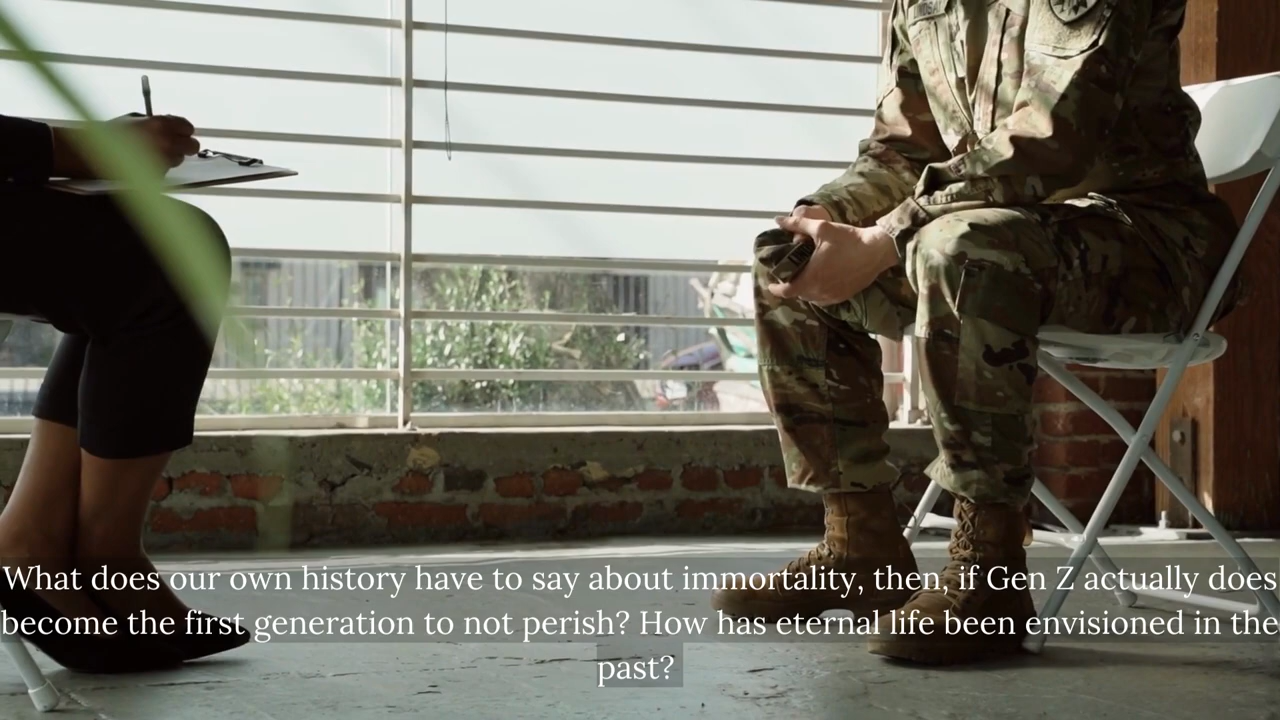 What does our own history have to say about immortality, then, if Gen Z actually does
become the first generation to not perish? How has eternal life been envisioned in the
past?